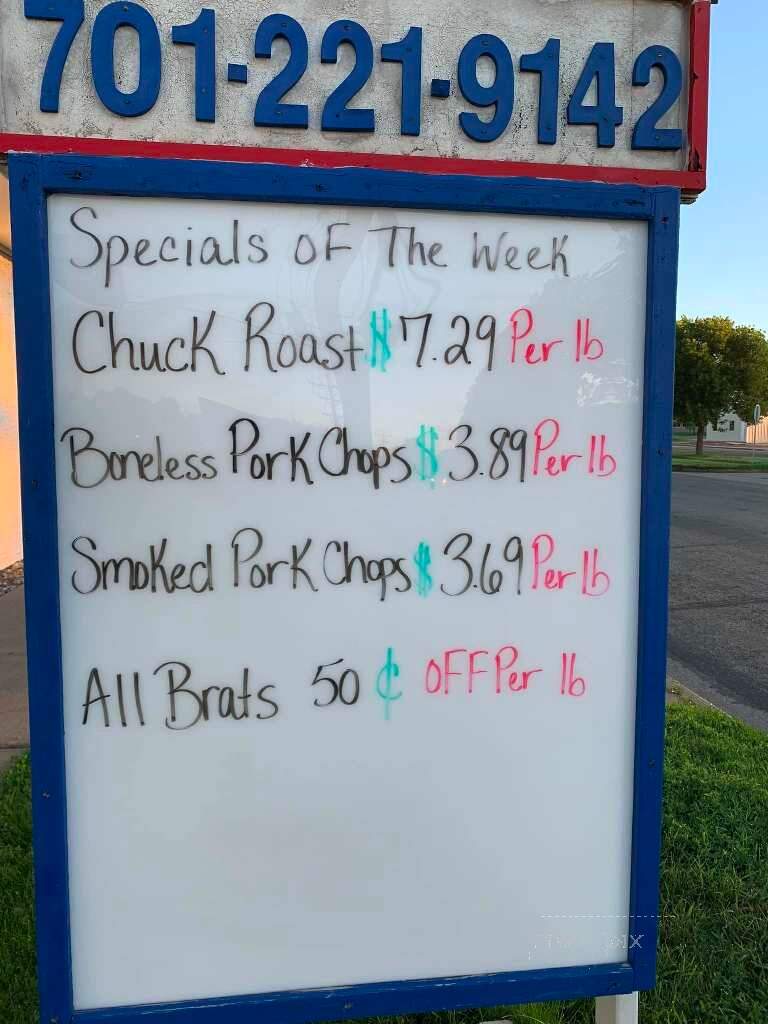 701-221-9142
Specials of The Week
Chuck Roast $ 7.29 Per lb
Boneless Pork Chops $ 3.89 Per lb
Smoked Pork Chops $ 3.69 Per lb
All Brats 50 ¢ OFF Per lb